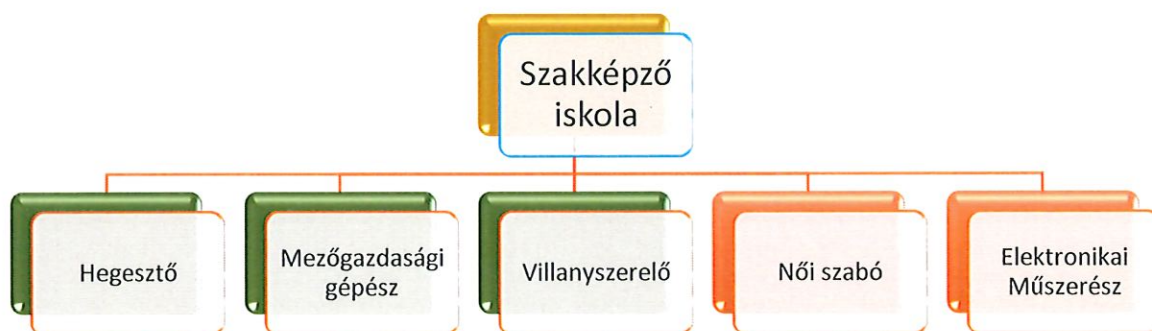 Szakképző
iskola
Hegesztő
Mezőgazdasági
gépész
Villanyszerelő
Női szabó
Elektronikai
Műszerész